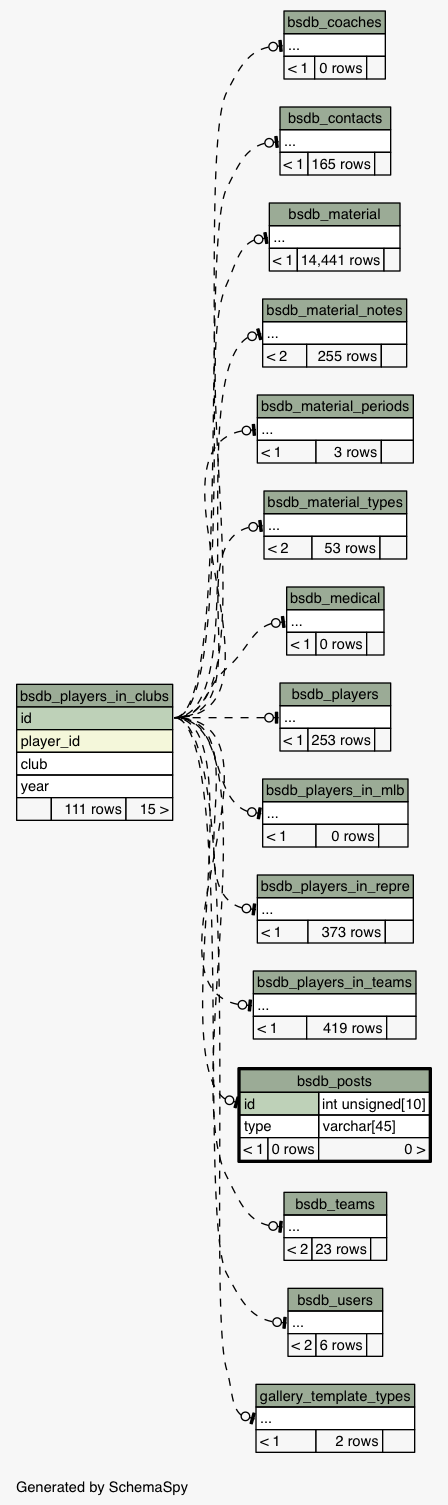 bsdb_coaches
...
< 1 0 rows
bsdb_contacts
...
< 1 165 rows
bsdb_material
...
< 1 14,441 rows
bsdb_material_notes
...
< 2 255 rows
bsdb_material_periods
...
< 1 3 rows
bsdb_material_types
...
< 2 53 rows
bsdb_medical
...
< 1 0 rows
bsdb_players_in_clubs
id
player_id
club
year
111 rows 15 >
bsdb_players
...
< 1 253 rows
bsdb_players_in_mlb
...
< 1 0 rows
bsdb_players_in_repre
...
< 1 373 rows
bsdb_players_in_teams
...
< 1 419 rows
bsdb_posts
id int unsigned[10]
type varchar[45]
< 1 0 rows 0 >
bsdb_teams
...
< 2 23 rows
bsdb_users
...
< 2 6 rows
gallery_template_types
...
< 1 2 rows
Generated by SchemaSpy